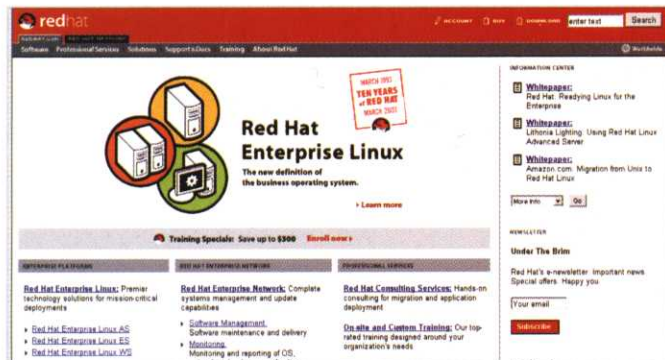 redhat
ACCOUNT BUY DOWNLOAD enter text Search
Software Professional Services Solutions Support & Docs Training About Red Hat Worldwide
MARCH 1993
TEN YEARS
of RED HAT
MARCH 2003
Red Hat
Enterprise Linux
The new definition of
the business operating system.
Learn more
Training Specials: Save up to $300 Enroll now
ENTERPRISE PLATFORMS
Red Hat Enterprise Linux: Premier
technology solutions for mission-critical
deployments
Red Hat Enterprise Linux AS
Red Hat Enterprise Linux ES
Red Hat Enterprise Linux WS
RED HAT ENTERPRISE NETWORK
Red Hat Enterprise Network: Complete
systems management and update
capabilities
Software Management.
Software maintenance and delivery
Monitoring.
Monitoring and reporting of OS,
PROFESSIONAL SERVICES
Red Hat Consulting Services: Hands-on
consulting for migration and application
deployment
On site and Custom Training: Our top-
rated training designed around your
organization's needs
INFORMATION CENTER
Whitepaper:
Red Hat: Readying Linux for the
Enterprise
Whitepaper:
Lithonia Lighting: Using Red Hat Linux
Advanced Server
Whitepaper:
Amazon.com: Migration from Unix to
Red Hat Linux
More Info Go
NEWSLETTER
Under The Brim
Red Hat's e-newsletter. Important news.
Special offers. Happy you.
Your email
Subscribe